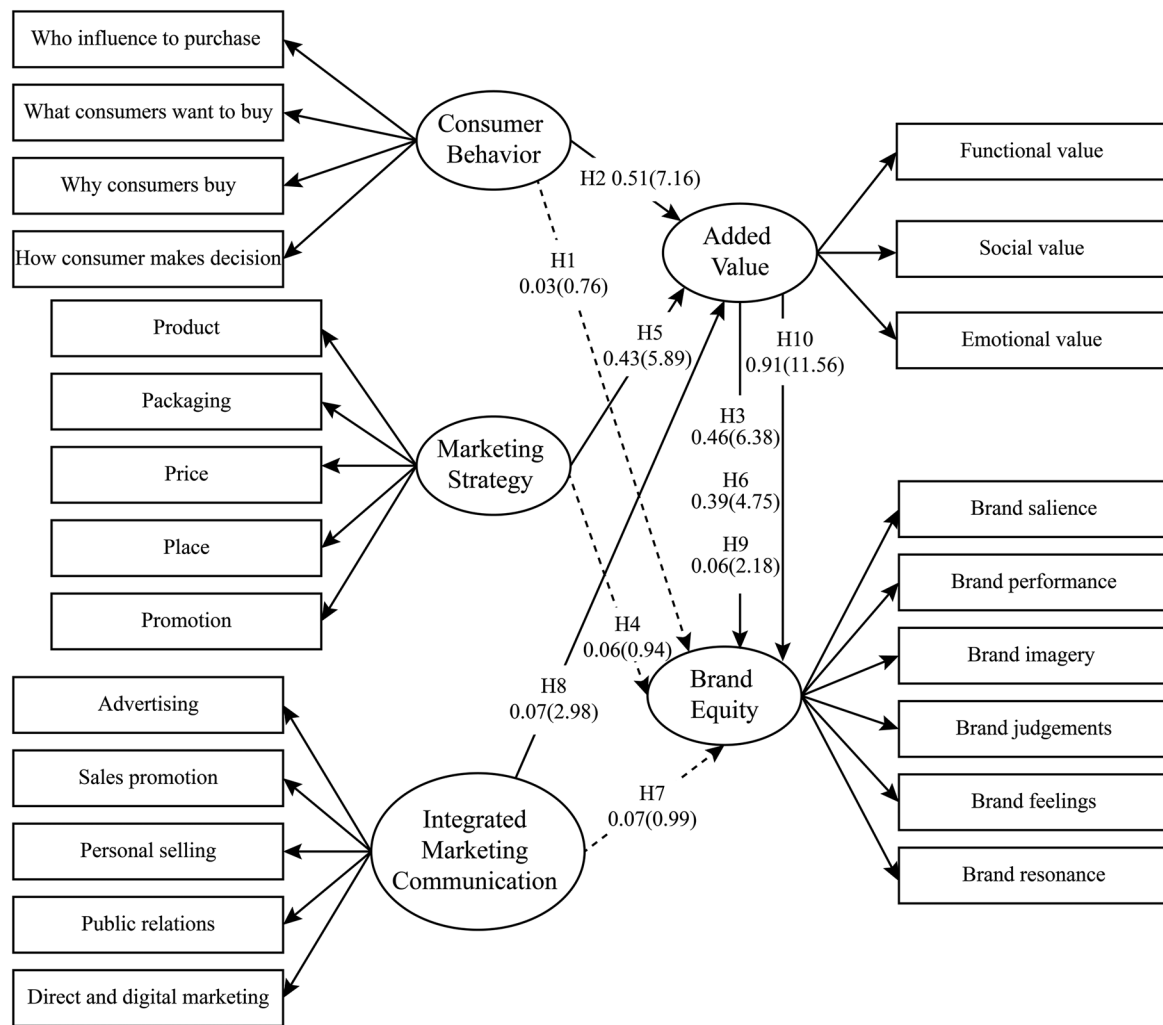 Who influence to purchase
What consumers want to buy
Why consumers buy
How consumer makes decision
Product
Packaging
Price
Place
Promotion
Advertising
Sales promotion
Personal selling
Public relations
Direct and digital marketing
Consumer
Behavior
Marketing
Strategy
Integrated
Marketing
Communication
H2 0.51(7.16)
H1
0.03(0.76)
H5
0.43(5.89)
H4
0.06(0.94)
H8
0.07(2.98)
H7
0.07(0.99)
Added
Value
H10
0.91(11.56)
H3
0.46(6.38)
H6
0.39(4.75)
H9
0.06(2.18)
Brand
Equity
Functional value
Social value
Emotional value
Brand salience
Brand performance
Brand imagery
Brand judgements
Brand feelings
Brand resonance